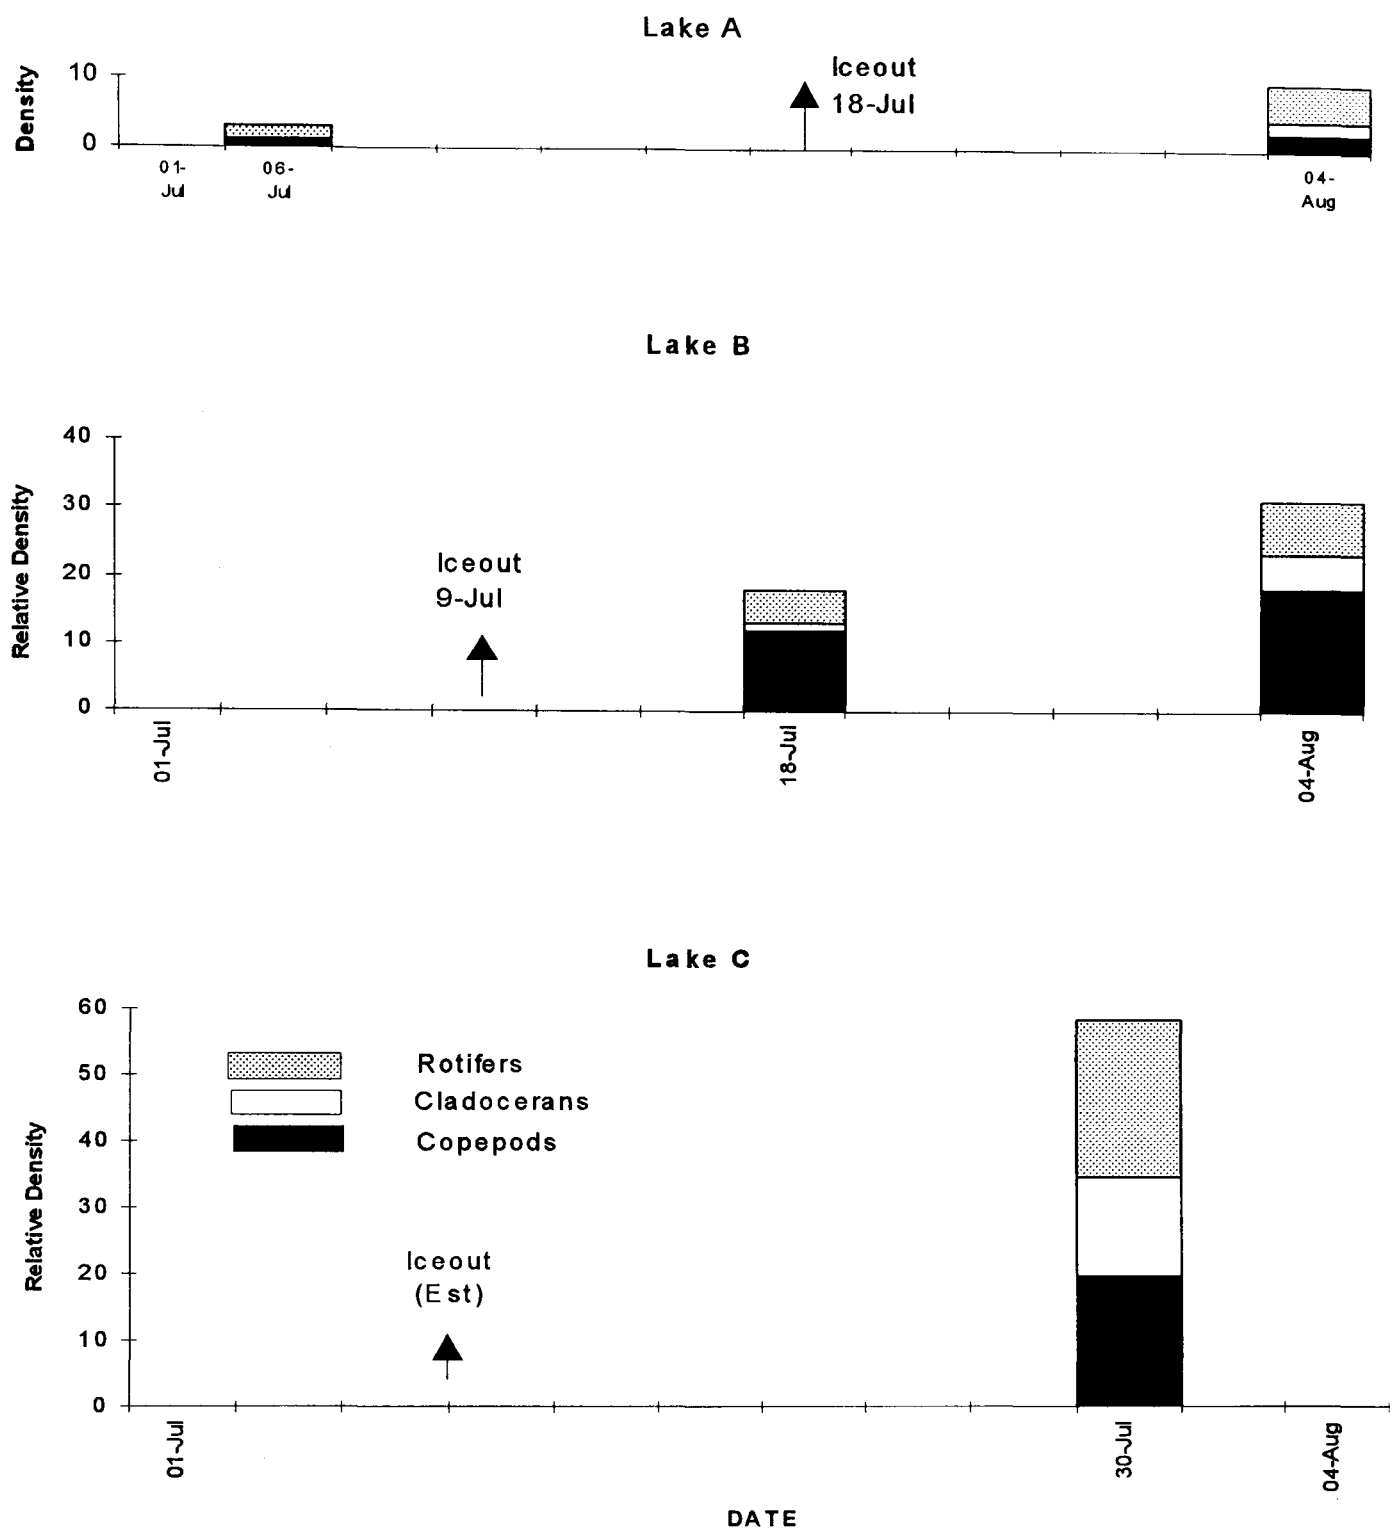 Lake A
Density
10
0
Iceout
18-Jul
01-
Jul
06-
Jul
04-
Aug
Lake B
Relative Density
40
30
20
10
0
Iceout
9-Jul
01-Jul
18-Jul
04-Aug
Lake C
Relative Density
60
50
40
30
20
10
0
Rotifers
Cladocerans
Copepods
Iceout
(Est)
01-Jul
30-Jul
04-Aug
DATE